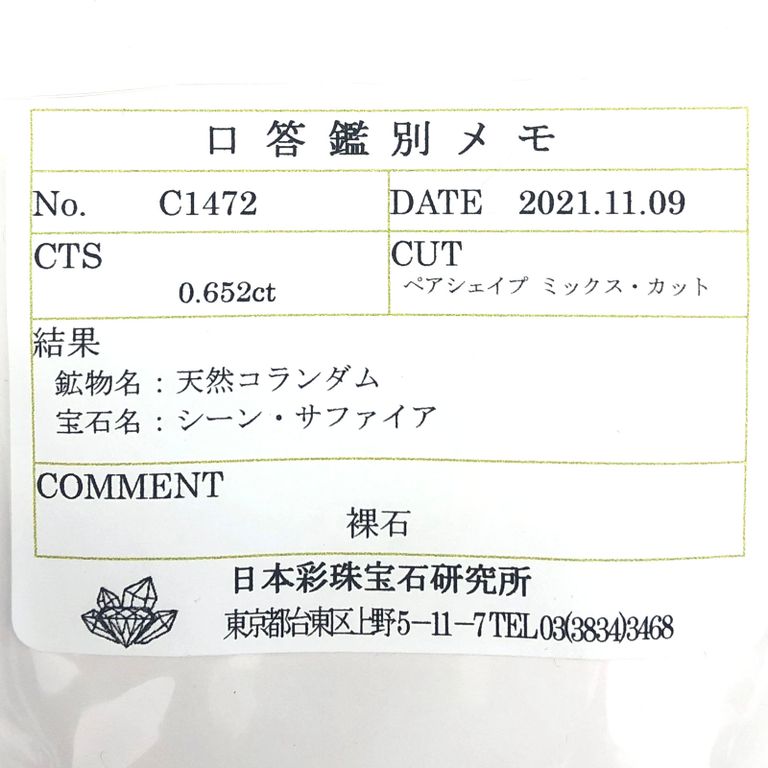 口答鑑別メモ
No. C1472 DATE 2021.11.09
CTS CUT
0.652ct ペアシェイプ ミックス・カット
結果
鉱物名：天然コランダム
宝石名：シーン・サファイア
COMMENT
裸石
日本彩珠宝石研究所
東京都台東区上野5－11－7 TEL 03(3834)3468